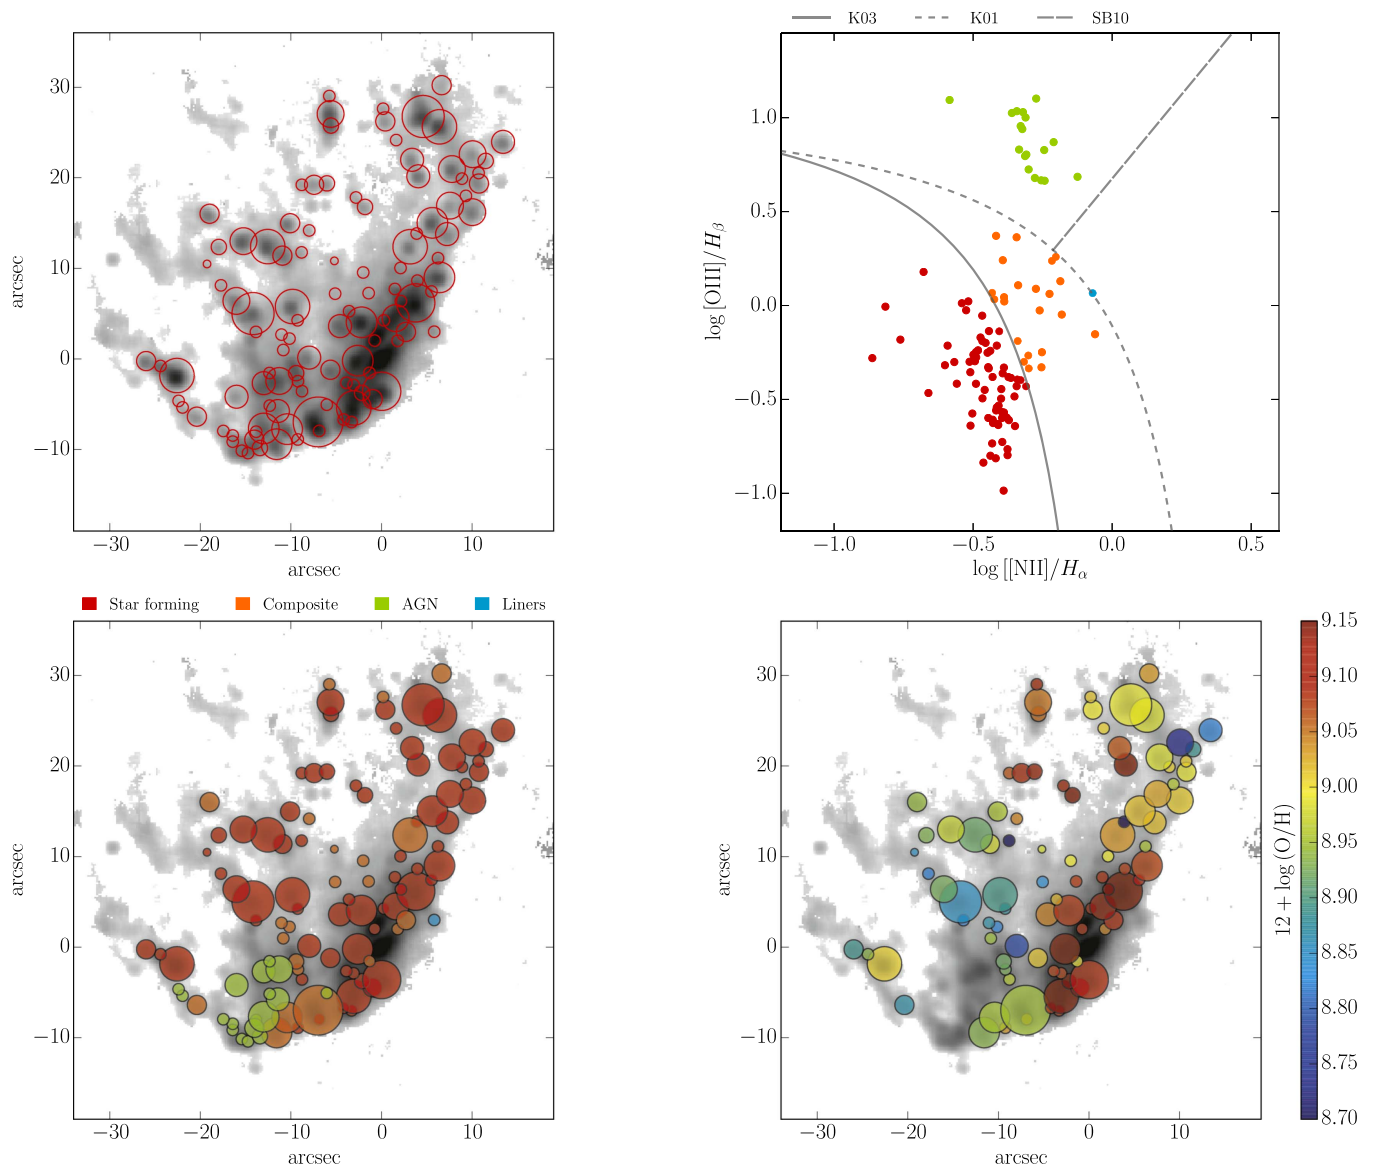 K03 K01 SB10
30
20
10
0
−10
arcsec
−30 −20 −10 0 10
arcsec
1.0
0.5
0.0
−0.5
−1.0
log [OIII]/Hβ
−1.0 −0.5 0.0 0.5
log [[NII]/Hα
Star forming Composite AGN Liners
30
20
10
0
−10
arcsec
−30 −20 −10 0 10
arcsec
30
20
10
0
−10
arcsec
−30 −20 −10 0 10
arcsec
9.15
9.10
9.05
9.00
8.95
8.90
8.85
8.80
8.75
8.70
12 + log (O/H)